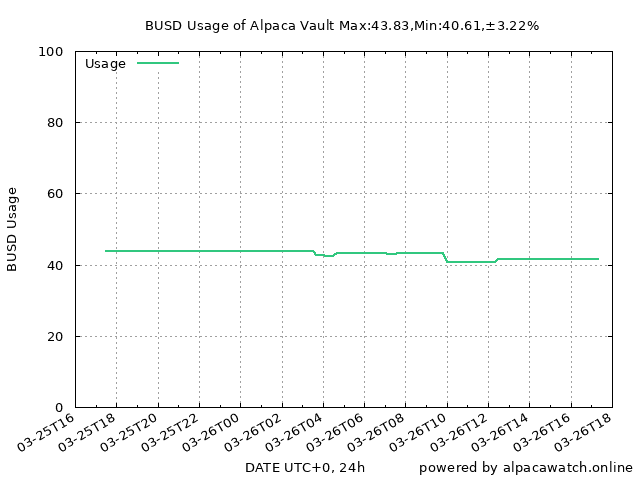 BUSD Usage of Alpaca Vault Max:43.83,Min:40.61,±3.22%
Usage
BUSD Usage
100
80
60
40
20
0
03-25T16
03-25T18
03-25T20
03-25T22
03-26T00
03-26T02
03-26T04
03-26T06
03-26T08
03-26T10
03-26T12
03-26T14
03-26T16
03-26T18
DATE UTC+0, 24h
powered by alpacawatch.online